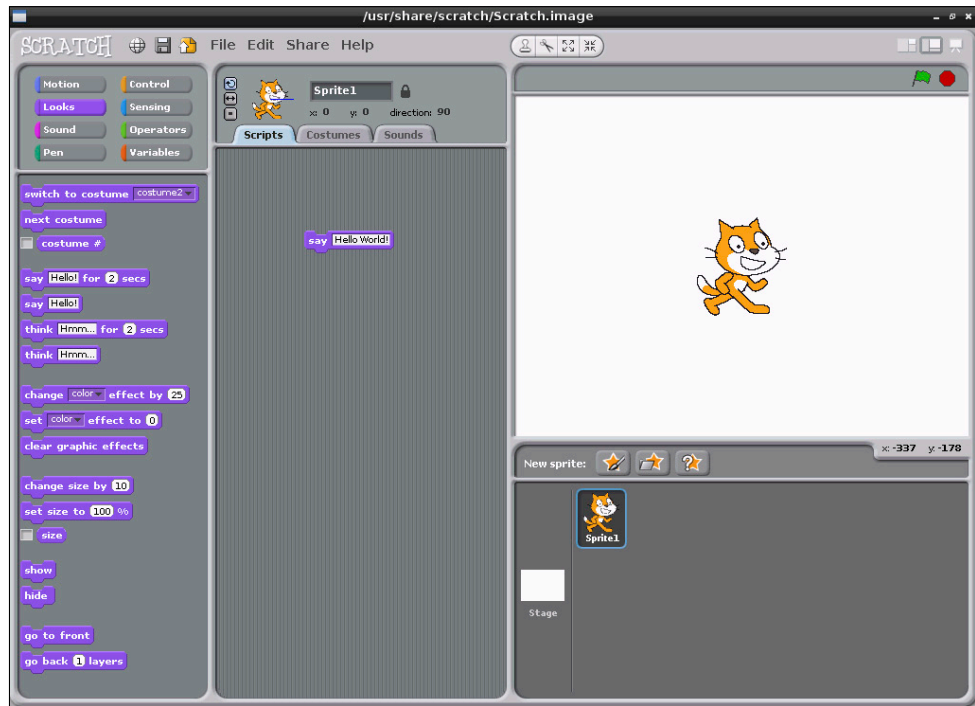 /usr/share/scratch/Scratch.image
SCRATCH File Edit Share Help
Motion Control
Looks Sensing
Sound Operators
Pen Variables
switch to costume costume2
next costume
costume #
say Hello! for 2 secs
say Hello!
think Hmm... for 2 secs
think Hmm...
change color effect by 25
set color effect to 0
clear graphic effects
change size by 10
set size to 100 %
size
show
hide
go to front
go back 1 layers
Sprite1
x: 0 y: 0 direction: 90
Scripts Costumes Sounds
say Hello World!
x: -337 y: -178
New sprite:
Sprite1
Stage